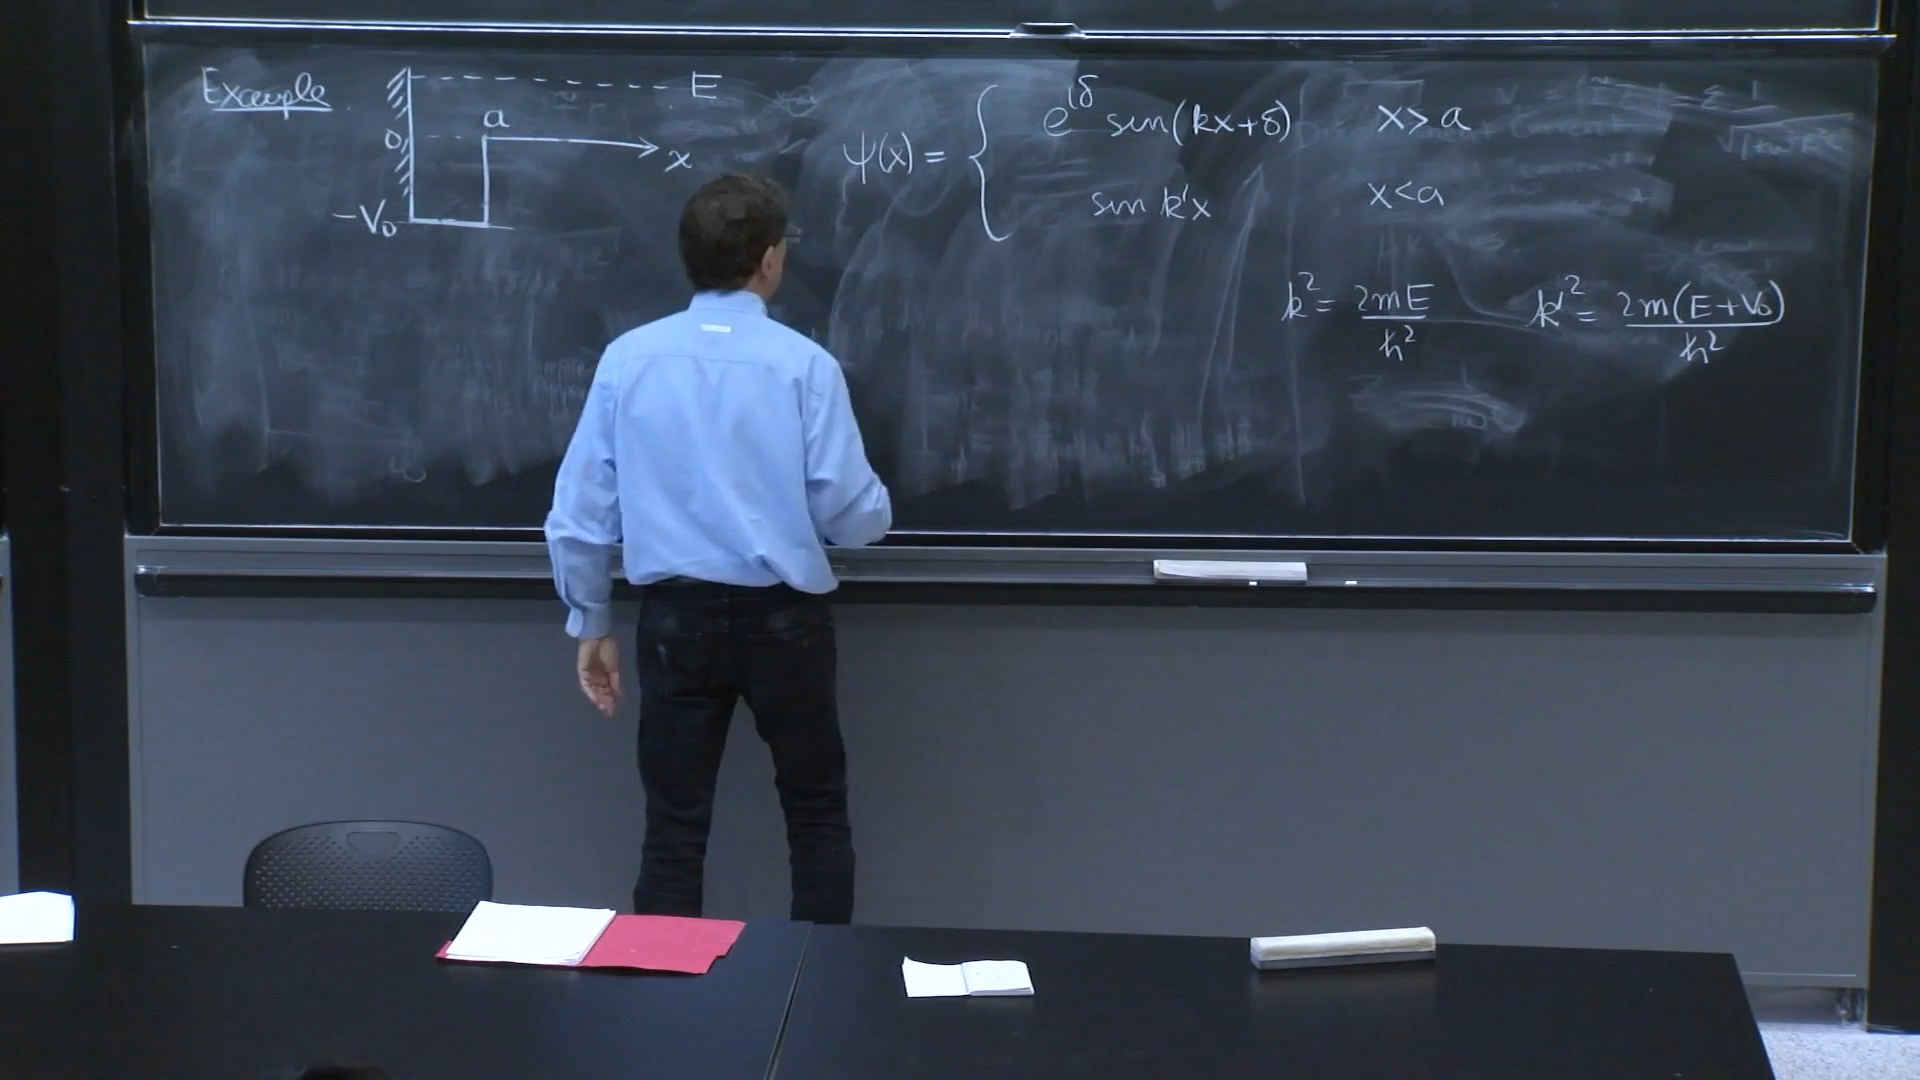 Example
E
a
0
x
-V₀
ψ(x) = { e^{iδ} sin(kx+δ) x>a
sin k'x x<a
k² = 2mE/ħ² k'² = 2m(E+V₀)/ħ²